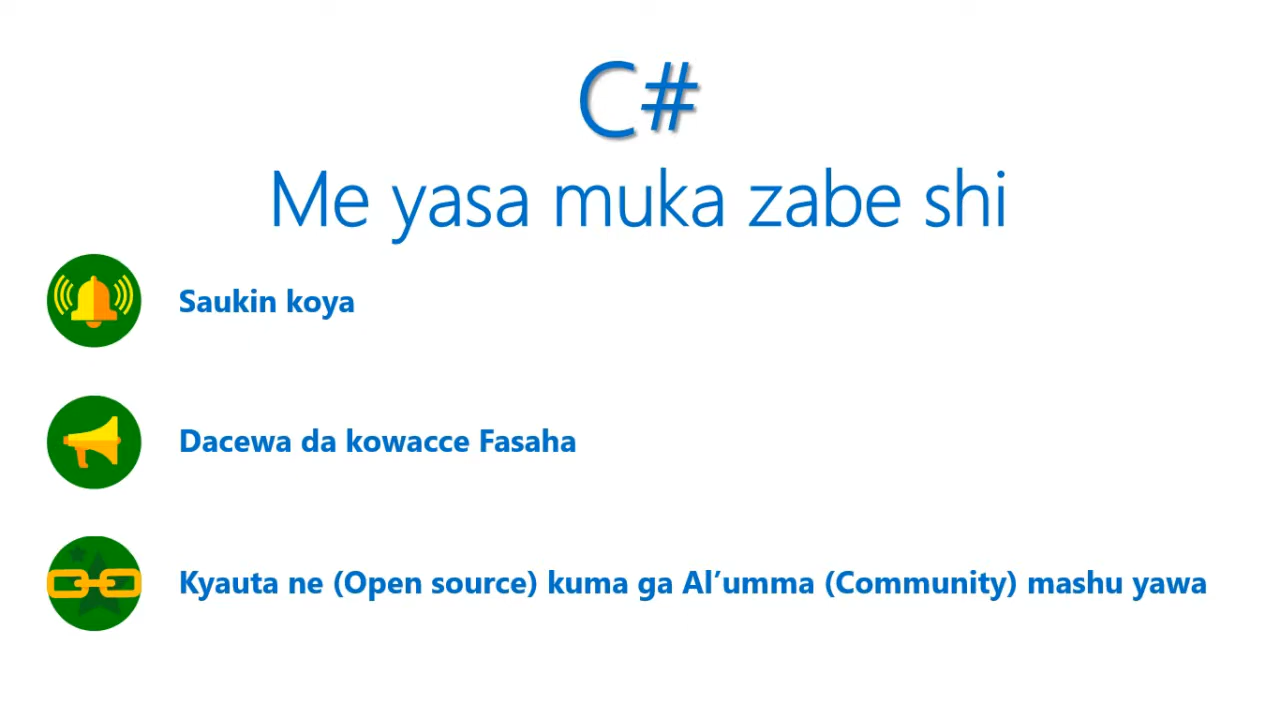 C#
Me yasa muka zabe shi
Saukin koya
Dacewa da kowacce Fasaha
Kyauta ne (Open source) kuma ga Al’umma (Community) mashu yawa